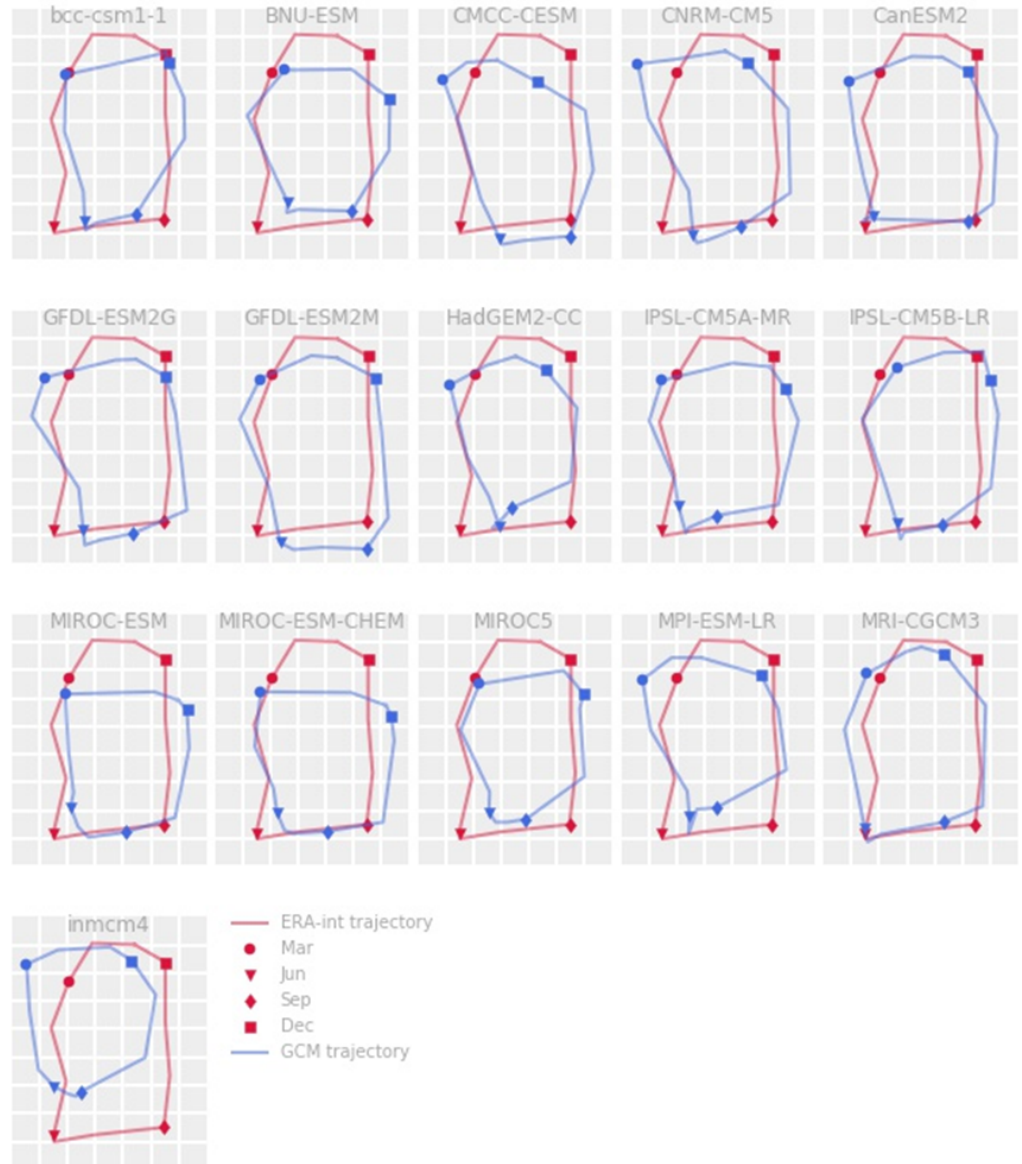 bcc-csm1-1 BNU-ESM CMCC-CESM CNRM-CM5 CanESM2
GFDL-ESM2G GFDL-ESM2M HadGEM2-CC IPSL-CM5A-MR IPSL-CM5B-LR
MIROC-ESM MIROC-ESM-CHEM MIROC5 MPI-ESM-LR MRI-CGCM3
inmcm4
ERA-int trajectory
Mar
Jun
Sep
Dec
GCM trajectory